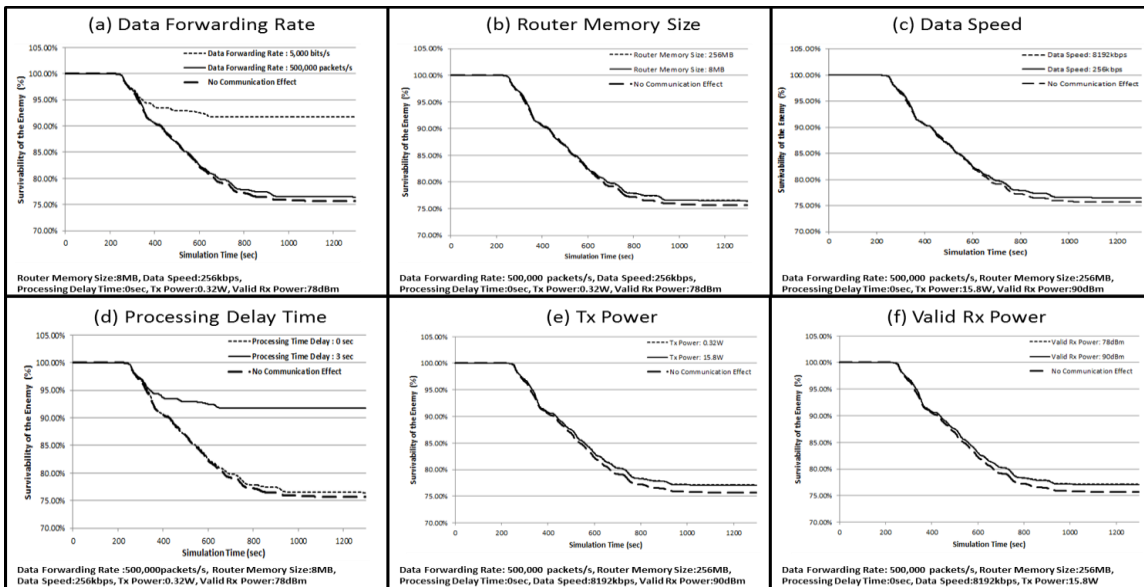 (a) Data Forwarding Rate
105.00%
100.00%
95.00%
90.00%
85.00%
80.00%
75.00%
70.00%
Survivability of the Enemy (%)
Data Forwarding Rate : 5,000 bits/s
Data Forwarding Rate : 500,000 packets/s
No Communication Effect
0 200 400 600 800 1000 1200
Simulation Time (sec)
Router Memory Size:8MB, Data Speed:256kbps,
Processing Delay Time:0sec, Tx Power:0.32W, Valid Rx Power:78dBm
(b) Router Memory Size
105.00%
100.00%
95.00%
90.00%
85.00%
80.00%
75.00%
70.00%
Survivability of the Enemy (%)
Router Memory Size: 256MB
Router Memory Size: 8MB
No Communication Effect
0 200 400 600 800 1000 1200
Simulation Time (sec)
Data Forwarding Rate: 500,000 packets/s, Data Speed:256kbps,
Processing Delay Time:0sec, Tx Power:0.32W, Valid Rx Power:78dBm
(c) Data Speed
105.00%
100.00%
95.00%
90.00%
85.00%
80.00%
75.00%
70.00%
Survivability of the Enemy (%)
Data Speed: 8192kbps
Data Speed: 256kbps
No Communication Effect
0 200 400 600 800 1000 1200
Simulation Time (sec)
Data Forwarding Rate: 500,000 packets/s, Router Memory Size:256MB,
Processing Delay Time:0sec, Tx Power:15.8W, Valid Rx Power:90dBm
(d) Processing Delay Time
105.00%
100.00%
95.00%
90.00%
85.00%
80.00%
75.00%
70.00%
Survivability of the Enemy (%)
Processing Time Delay : 0 sec
Processing Time Delay : 3 sec
No Communication Effect
0 200 400 600 800 1000 1200
Simulation Time (sec)
Data Forwarding Rate :500,000packets/s, Router Memory Size:8MB,
Data Speed:256kbps, Tx Power:0.32W, Valid Rx Power:78dBm
(e) Tx Power
105.00%
100.00%
95.00%
90.00%
85.00%
80.00%
75.00%
70.00%
Survivability of the Enemy (%)
Tx Power: 0.32W
Tx Power: 15.8W
No Communication Effect
0 200 400 600 800 1000 1200
Simulation Time (sec)
Data Forwarding Rate: 500,000 packets/s, Router Memory Size:256MB,
Processing Delay Time:0sec, Data Speed:8192kbps, Valid Rx Power:90dBm
(f) Valid Rx Power
105.00%
100.00%
95.00%
90.00%
85.00%
80.00%
75.00%
70.00%
Survivability of the Enemy (%)
Valid Rx Power: 78dBm
Valid Rx Power: 90dBm
No Communication Effect
0 200 400 600 800 1000 1200
Simulation Time (sec)
Data Forwarding Rate: 500,000 packets/s, Router Memory Size:256MB,
Processing Delay Time:0sec, Data Speed:8192kbps, Tx Power:15.8W